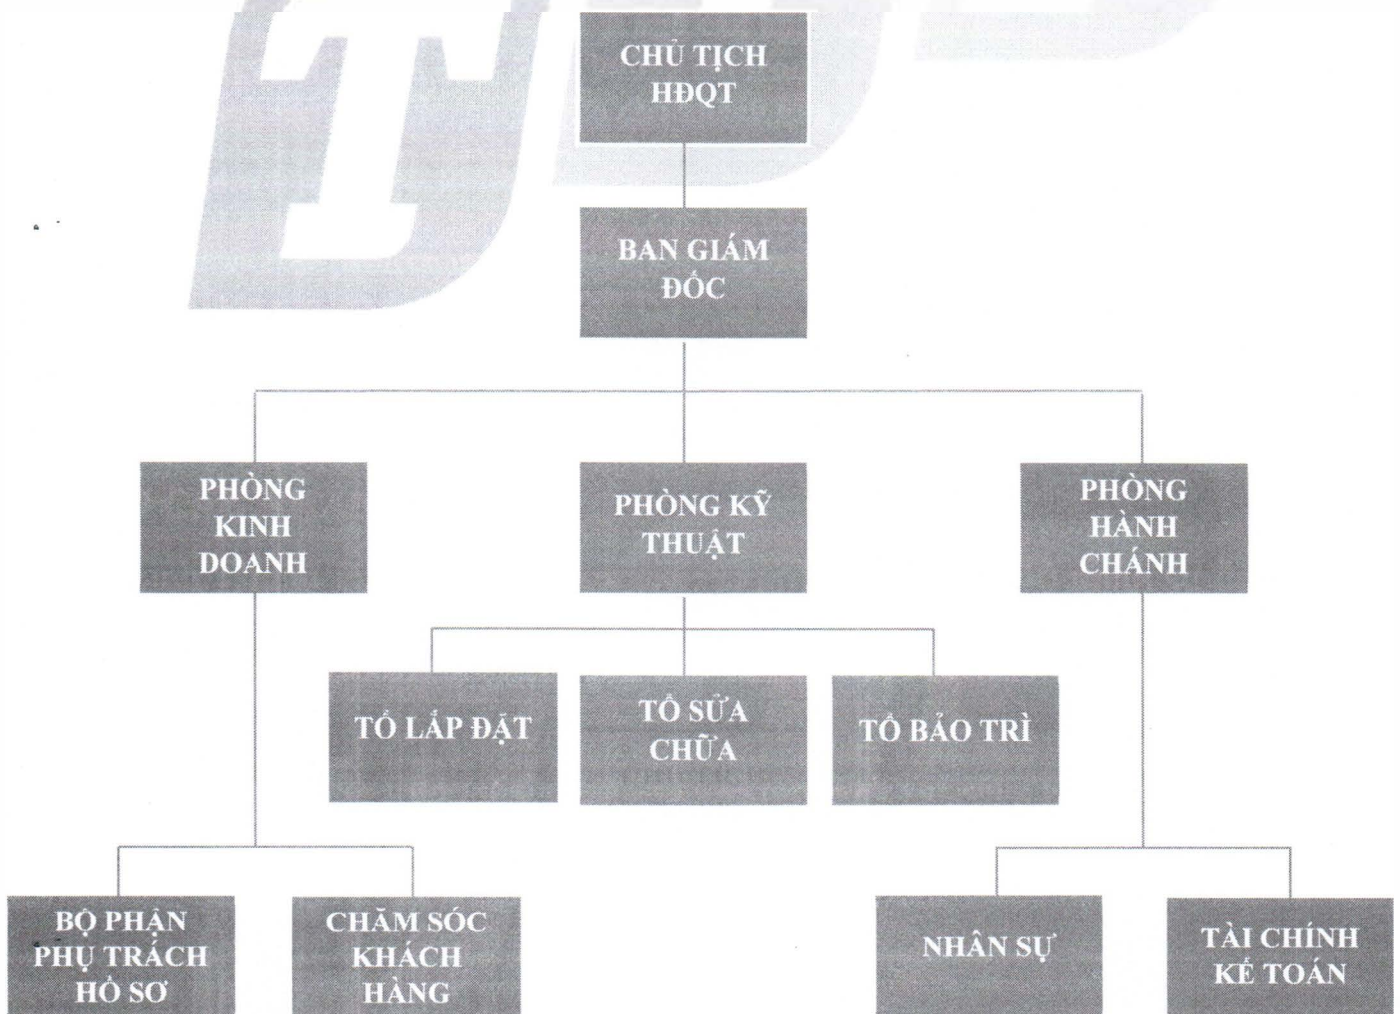 CHỦ TỊCH
HĐQT
BAN GIÁM
ĐỐC
PHÒNG
KINH
DOANH
PHÒNG KỸ
THUẬT
PHÒNG
HÀNH
CHÁNH
TỔ LẮP ĐẶT
TỔ SỬA
CHỮA
TỔ BẢO TRÌ
BỘ PHẬN
PHỤ TRÁCH
HỒ SƠ
CHĂM SÓC
KHÁCH
HÀNG
NHÂN SỰ
TÀI CHÍNH
KẾ TOÁN